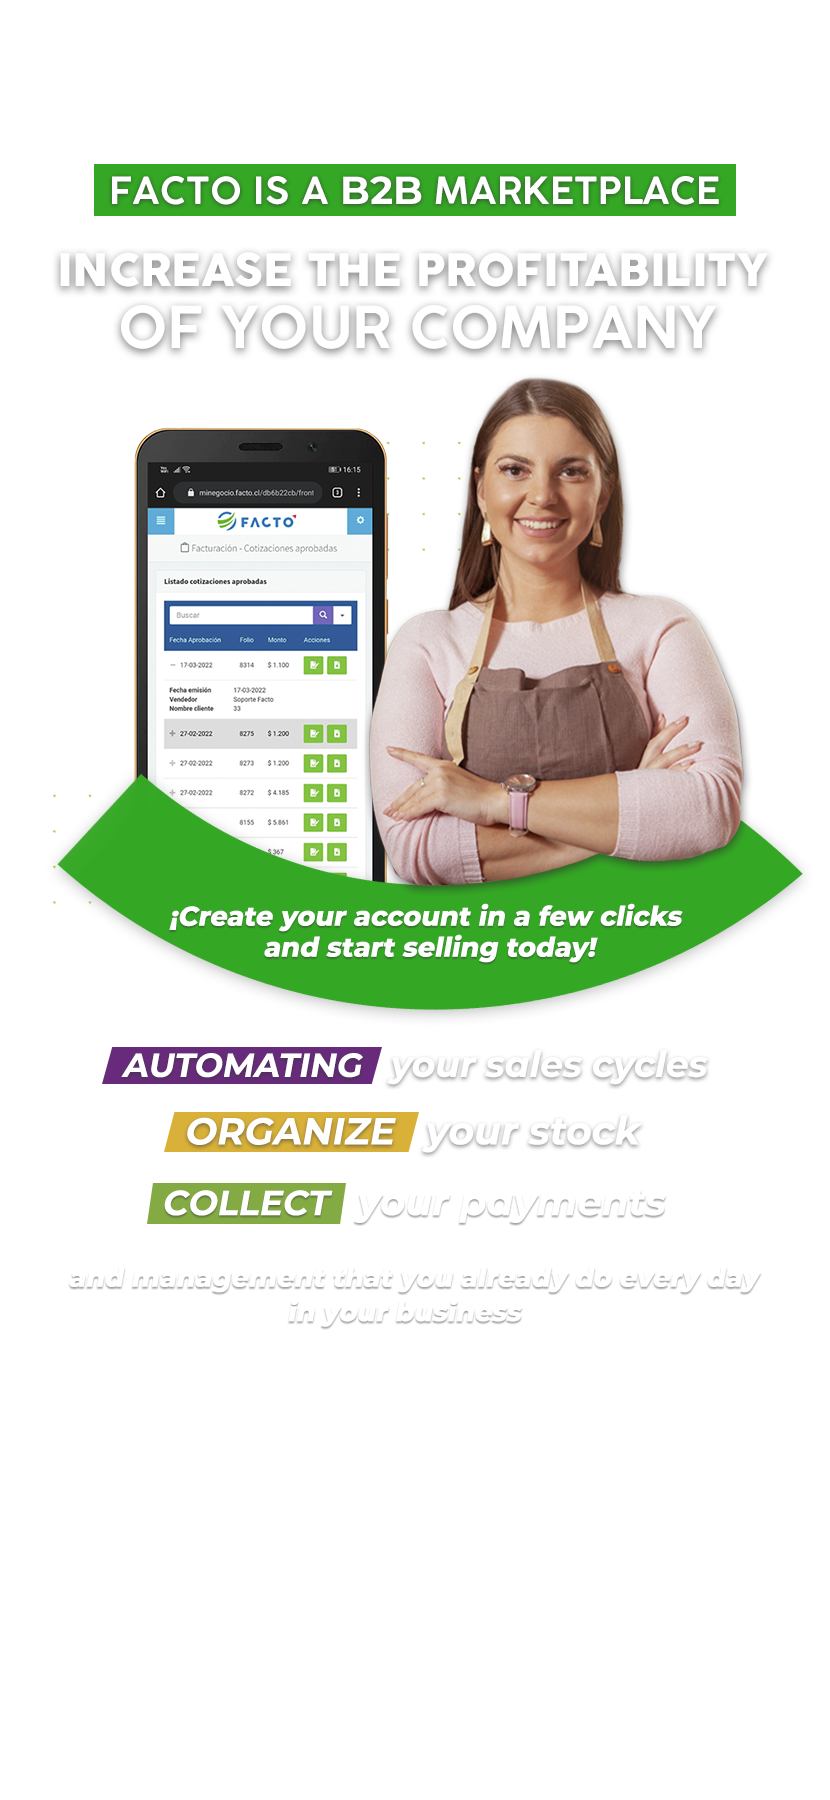 FACTO IS A B2B MARKETPLACE
INCREASE THE PROFITABILITY
OF YOUR COMPANY
16:15
minegocio.facto.cl/db6b22cb/front
3
FACTO
Facturación - Cotizaciones aprobadas
Listado cotizaciones aprobadas
Buscar
Fecha Aprobación Folio Monto Acciones
17-03-2022 8314 $ 1.100
Fecha emisión 17-03-2022
Vendedor Soporte Facto
Nombre cliente 33
27-02-2022 8275 $ 1.200
27-02-2022 8273 $ 1.200
27-02-2022 8272 $ 4.185
8155 $ 5.861
$ 367
¡Create your account in a few clicks
and start selling today!
AUTOMATING your sales cycles
ORGANIZE your stock
COLLECT your payments
and management that you already do every day
in your business